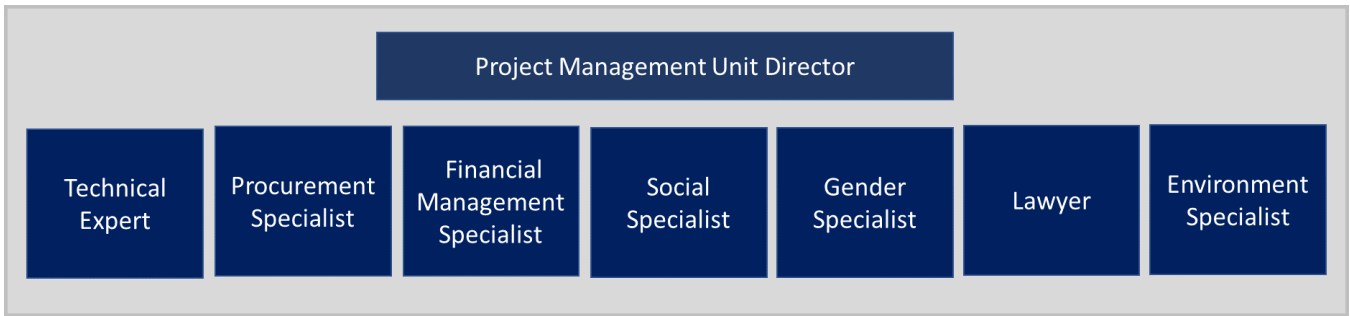 Project Management Unit Director
Technical
Expert
Procurement
Specialist
Financial
Management
Specialist
Social
Specialist
Gender
Specialist
Lawyer
Environment
Specialist